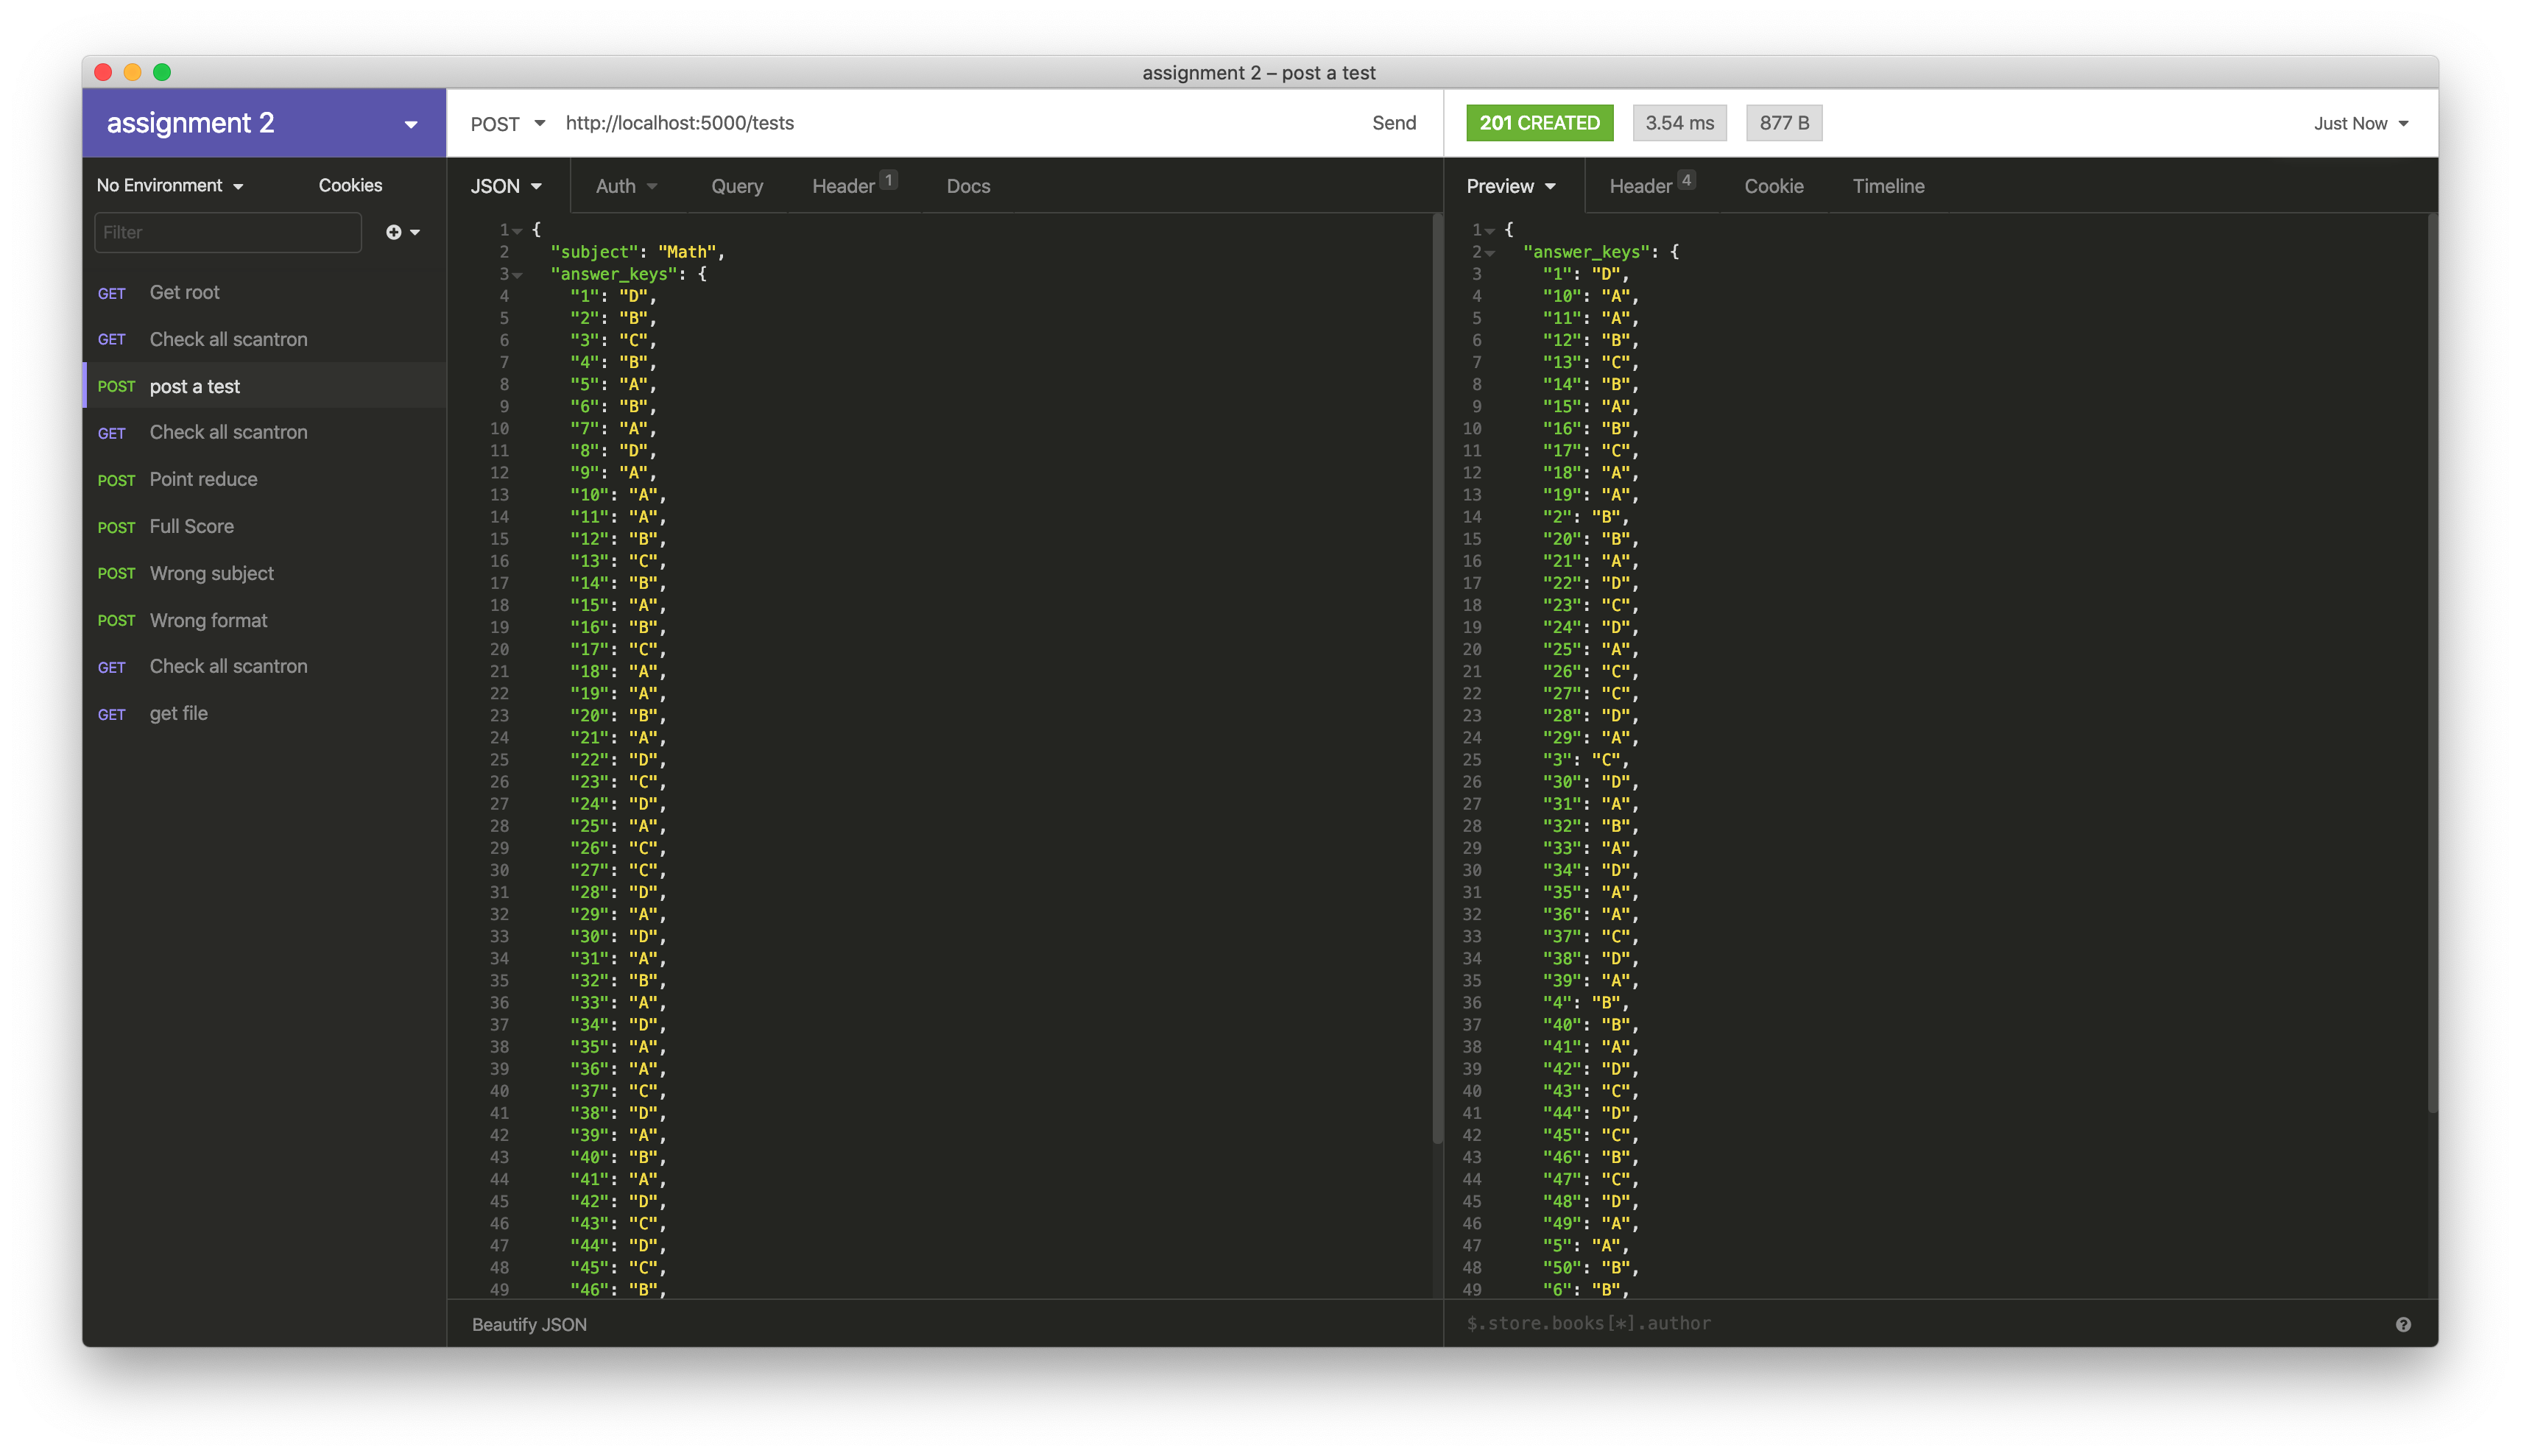 assignment 2 – post a test
assignment 2
POST http://localhost:5000/tests Send
201 CREATED 3.54 ms 877 B Just Now
No Environment Cookies
Filter
GET Get root
GET Check all scantron
POST post a test
GET Check all scantron
POST Point reduce
POST Full Score
POST Wrong subject
POST Wrong format
GET Check all scantron
GET get file
JSON Auth Query Header 1 Docs
1 {
2 "subject": "Math",
3 "answer_keys": {
4 "1": "D",
5 "2": "B",
6 "3": "C",
7 "4": "B",
8 "5": "A",
9 "6": "B",
10 "7": "A",
11 "8": "D",
12 "9": "A",
13 "10": "A",
14 "11": "A",
15 "12": "B",
16 "13": "C",
17 "14": "B",
18 "15": "A",
19 "16": "B",
20 "17": "C",
21 "18": "A",
22 "19": "A",
23 "20": "B",
24 "21": "A",
25 "22": "D",
26 "23": "C",
27 "24": "D",
28 "25": "A",
29 "26": "C",
30 "27": "C",
31 "28": "D",
32 "29": "A",
33 "30": "D",
34 "31": "A",
35 "32": "B",
36 "33": "A",
37 "34": "D",
38 "35": "A",
39 "36": "A",
40 "37": "C",
41 "38": "D",
42 "39": "A",
43 "40": "B",
44 "41": "A",
45 "42": "D",
46 "43": "C",
47 "44": "D",
48 "45": "C",
49 "46": "B",
Beautify JSON
Preview Header 4 Cookie Timeline
1 {
2 "answer_keys": {
3 "1": "D",
4 "10": "A",
5 "11": "A",
6 "12": "B",
7 "13": "C",
8 "14": "B",
9 "15": "A",
10 "16": "B",
11 "17": "C",
12 "18": "A",
13 "19": "A",
14 "2": "B",
15 "20": "B",
16 "21": "A",
17 "22": "D",
18 "23": "C",
19 "24": "D",
20 "25": "A",
21 "26": "C",
22 "27": "C",
23 "28": "D",
24 "29": "A",
25 "3": "C",
26 "30": "D",
27 "31": "A",
28 "32": "B",
29 "33": "A",
30 "34": "D",
31 "35": "A",
32 "36": "A",
33 "37": "C",
34 "38": "D",
35 "39": "A",
36 "4": "B",
37 "40": "B",
38 "41": "A",
39 "42": "D",
40 "43": "C",
41 "44": "D",
42 "45": "C",
43 "46": "B",
44 "47": "C",
45 "48": "D",
46 "49": "A",
47 "5": "A",
48 "50": "B",
49 "6": "B",
$.store.books[*].author